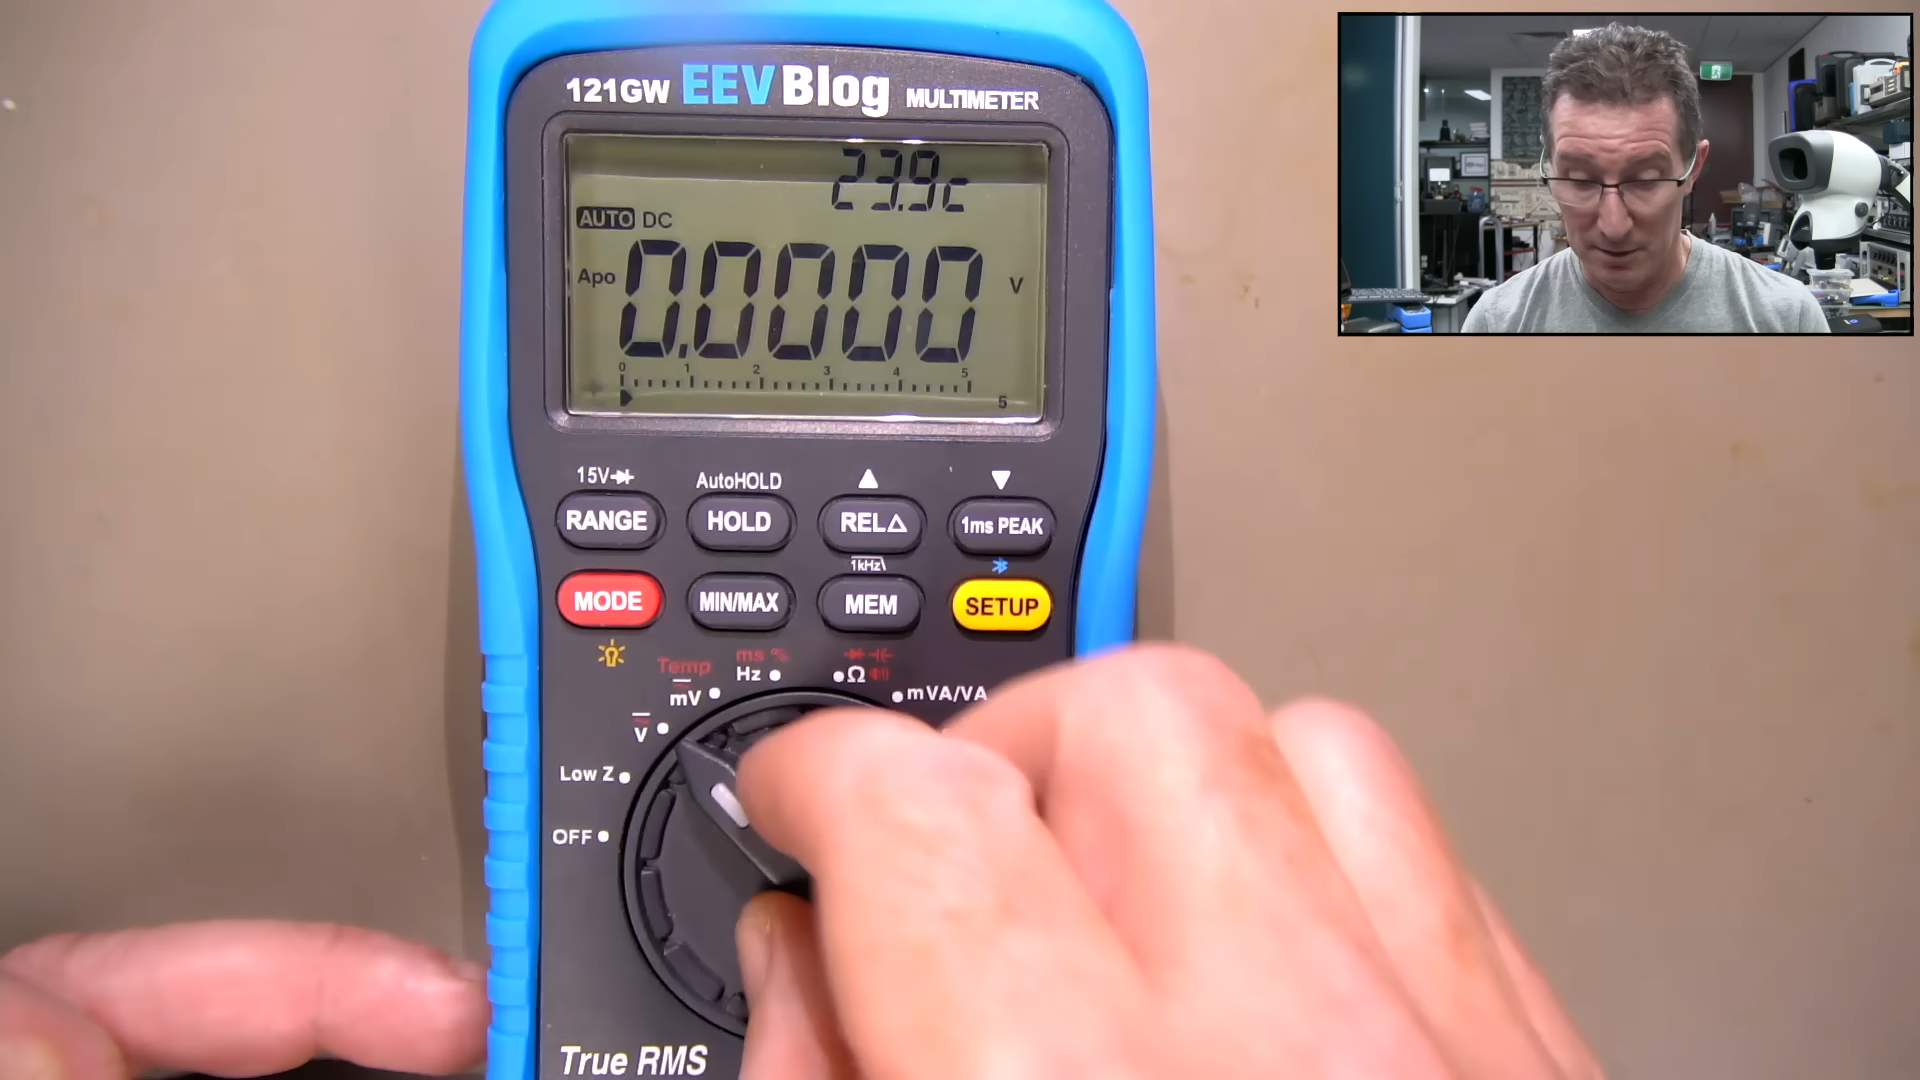 121GW EEVBlog MULTIMETER
23.9c
AUTO DC
Apo 0.0000 V
0 1 2 3 4 5
5
15V AutoHOLD ▲ ▼
RANGE HOLD REL△ 1ms PEAK
1kHz
MODE MIN/MAX MEM SETUP
Temp ms %
Hz Ω
mV mVA/VA
V
Low Z
OFF
True RMS